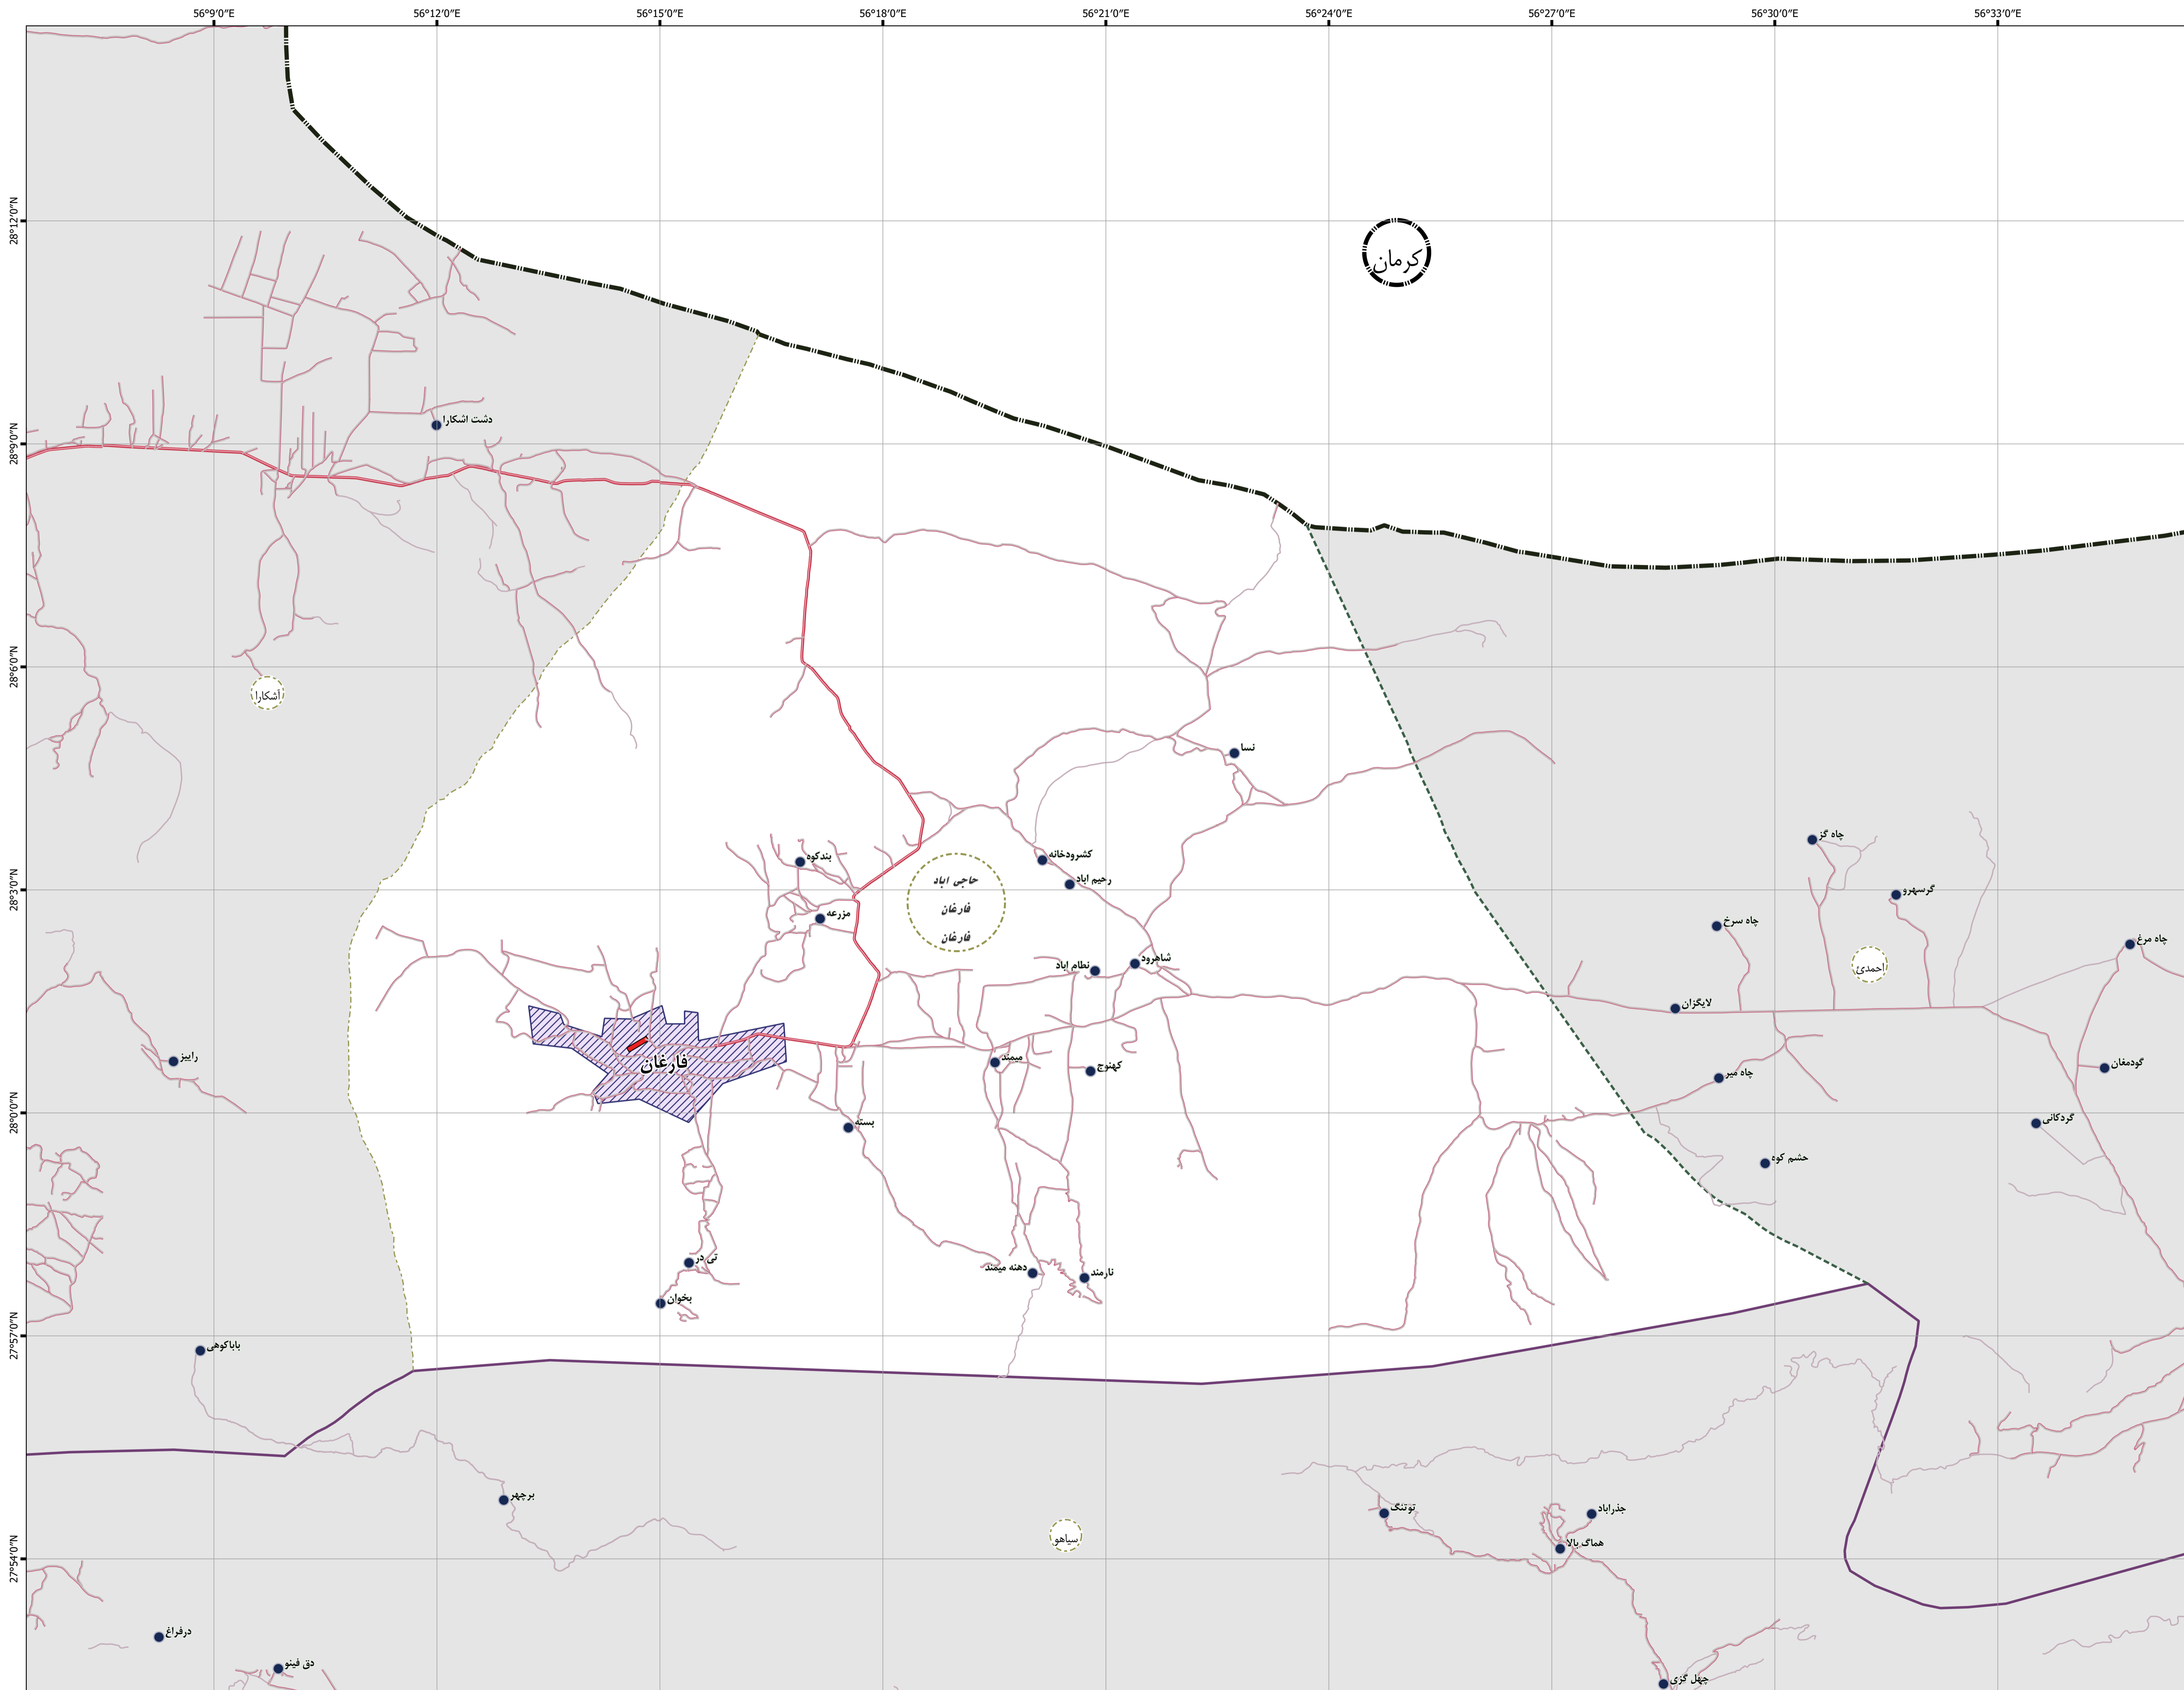 56°9'0"E
56°12'0"E
56°15'0"E
56°18'0"E
56°21'0"E
56°24'0"E
56°27'0"E
56°30'0"E
56°33'0"E
28°12'0"N
کرمان
دشت اشکارا
28°9'0"N
28°6'0"N
آشکارا
نسا
چاه گز
بندکوه
کشرودخانه
رحیم اباد
حاجی اباد
فارغان
فارغان
28°3'0"N
گرسهرو
مزرعه
چاه سرخ
چاه مرغ
شاهرود
نظام اباد
احمدئ
لایگزان
راییز
فارغان
میمند
کهنوج
چاه میر
گودمغان
28°0'0"N
بسته
گردکانی
حشم کوه
تی در
دهنه میمند
نارمند
بخوان
27°57'0"N
باباکوهی
برچهر
توتنگ
جذراباد
سیاهو
هماگ بالا
27°54'0"N
درفراغ
دق فینو
چهل گزی